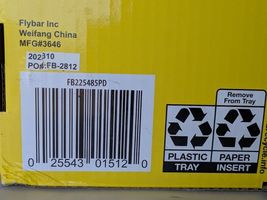 Flybar Inc
Weifang China
MFG#3646
202310
PO#:FB-2812
FB225485PD
0 25543 01512 0
Remove
From Tray
PLASTIC
TRAY
PAPER
INSERT